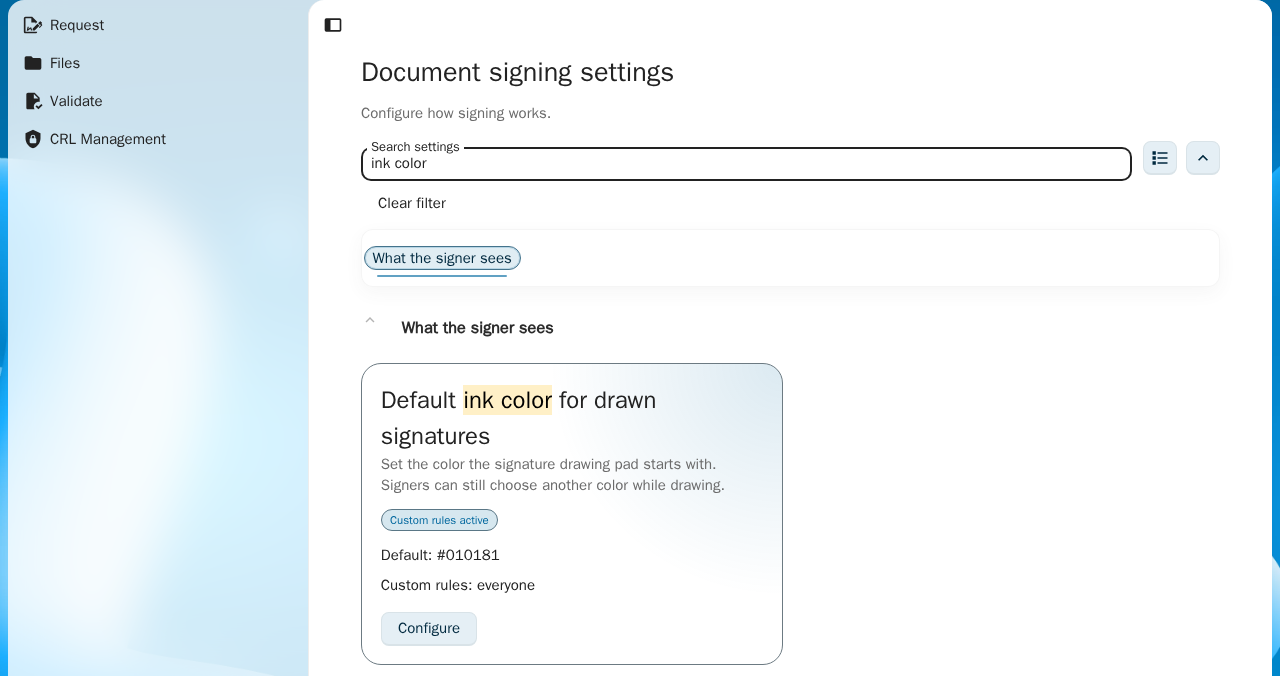 Request
Files
Validate
CRL Management
Document signing settings
Configure how signing works.
Search settings
ink color
Clear filter
What the signer sees
What the signer sees
Default ink color for drawn
signatures
Set the color the signature drawing pad starts with.
Signers can still choose another color while drawing.
Custom rules active
Default: #010181
Custom rules: everyone
Configure